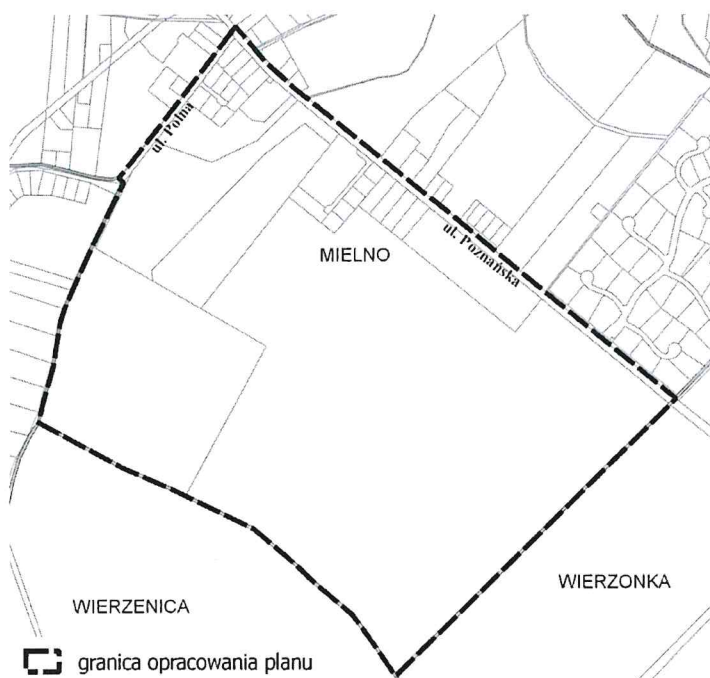 ul. Polna
MIELNO
ul. Poznańska
WIERZONKA
WIERZENICA
granica opracowania planu